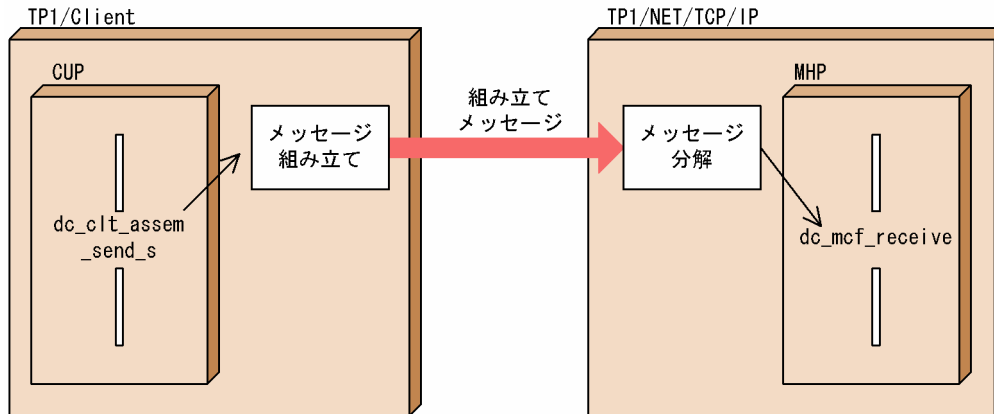 TP1/Client
TP1/NET/TCP/IP
CUP
MHP
組み立て
メッセージ
メッセージ
組み立て
メッセージ
分解
dc_clt_assem
_send_s
dc_mcf_receive